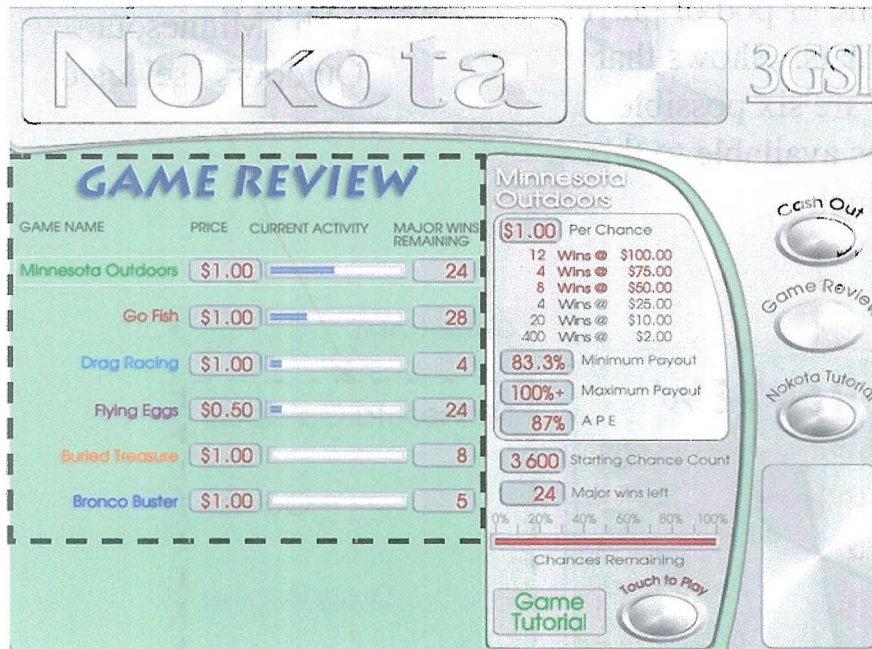 Nokota
3GSI
GAME REVIEW
GAME NAME PRICE CURRENT ACTIVITY MAJOR WINS
REMAINING
Minnesota Outdoors $1.00 24
Go Fish $1.00 28
Drag Racing $1.00 4
Flying Eggs $0.50 24
Buried Treasure $1.00 8
Bronco Buster $1.00 5
Minnesota
Outdoors
$1.00 Per Chance
12 Wins @ $100.00
4 Wins @ $75.00
8 Wins @ $50.00
4 Wins @ $25.00
20 Wins @ $10.00
400 Wins @ $2.00
83.3% Minimum Payout
100%+ Maximum Payout
87% A P E
3600 Starting Chance Count
24 Major wins left
0% 20% 40% 60% 80% 100%
Chances Remaining
Game
Tutorial
Touch to Play
Cash Out
Game Review
Nokota Tutorial